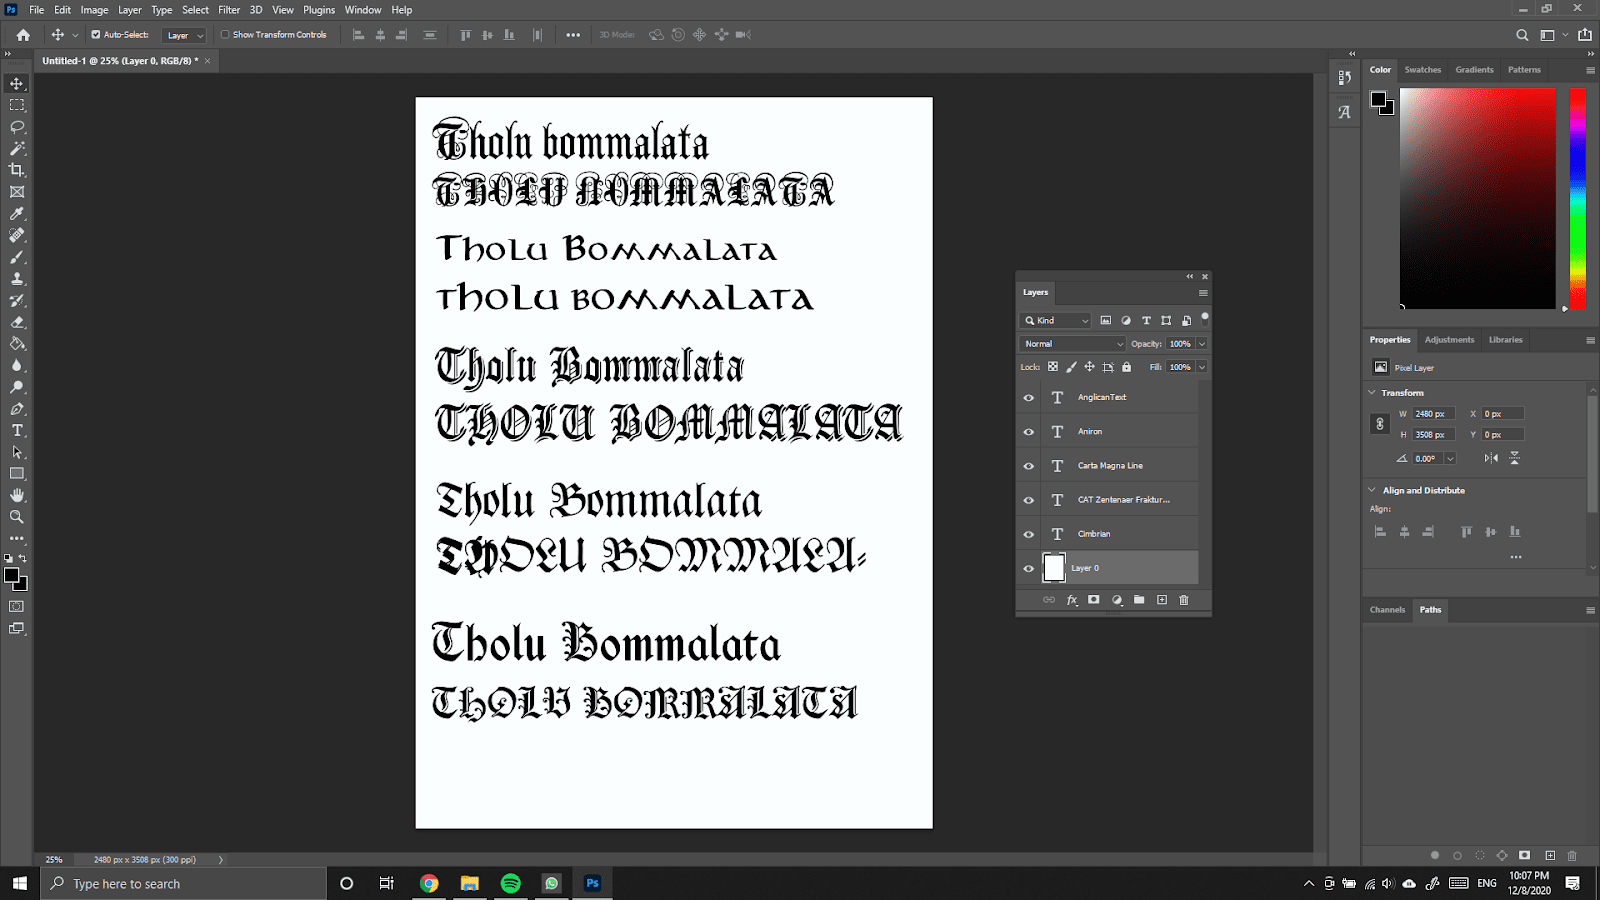 Ps File Edit Image Layer Type Select Filter 3D View Plugins Window Help
Auto-Select: Layer Show Transform Controls 3D Mode:
Untitled-1 @ 25% (Layer 0, RGB/8) * ×
Tholu bommalata
THOLU BOMMALATA
Tholu Bommalata
THOLU BOMMALATA
Tholu Bommalata
THOLU BOMMALATA
Tholu Bommalata
THOLU BOMMALA-
Tholu Bommalata
THOLU BOMMALATA
Layers
Kind
Normal Opacity: 100%
Lock: Fill: 100%
T AnglicanText
T Aniron
T Carta Magna Line
T CAT Zentenaer Fraktur...
T Cimbrian
Layer 0
fx
Color Swatches Gradients Patterns
Properties Adjustments Libraries
Pixel Layer
Transform
W 2480 px X 0 px
H 3508 px Y 0 px
0.00°
Align and Distribute
Align:
Channels Paths
25% 2480 px x 3508 px (300 ppi)
Type here to search
Ps
ENG
10:07 PM
12/8/2020